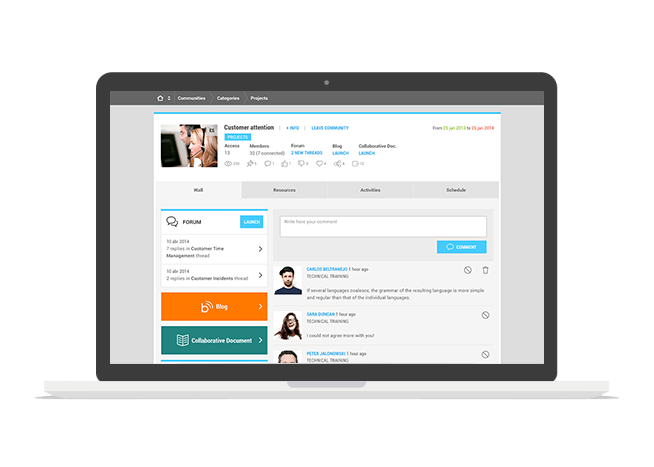 Communities Categories Projects
ES
Customer attention | + INFO | LEAVE COMMUNITY
From 25 jun 2013 to 25 jun 2014
PROJECTS
Access Members Forum Blog Collaborative Doc.
13 32 (7 connected) 2 NEW THREADS LAUNCH LAUNCH
Wall Resources Activities Schedule
FORUM LAUNCH
10 abr 2014
7 replies in Customer Time
Management thread
10 abr 2014
2 replies in Customer Incidents thread
Blog
Collaborative Document
Write here your comment
COMMENT
CARLOS BELTRANEJO 1 hour ago
TECHNICAL TRAINING
If several languages coalesce, the grammar of the resulting language is more simple
and regular than that of the individual languages.
SARA DUNCAN 1 hour ago
TECHNICAL TRAINING
I could not agree more with you!
PETER JALONOWSKI 1 hour ago
TECHNICAL TRAINING